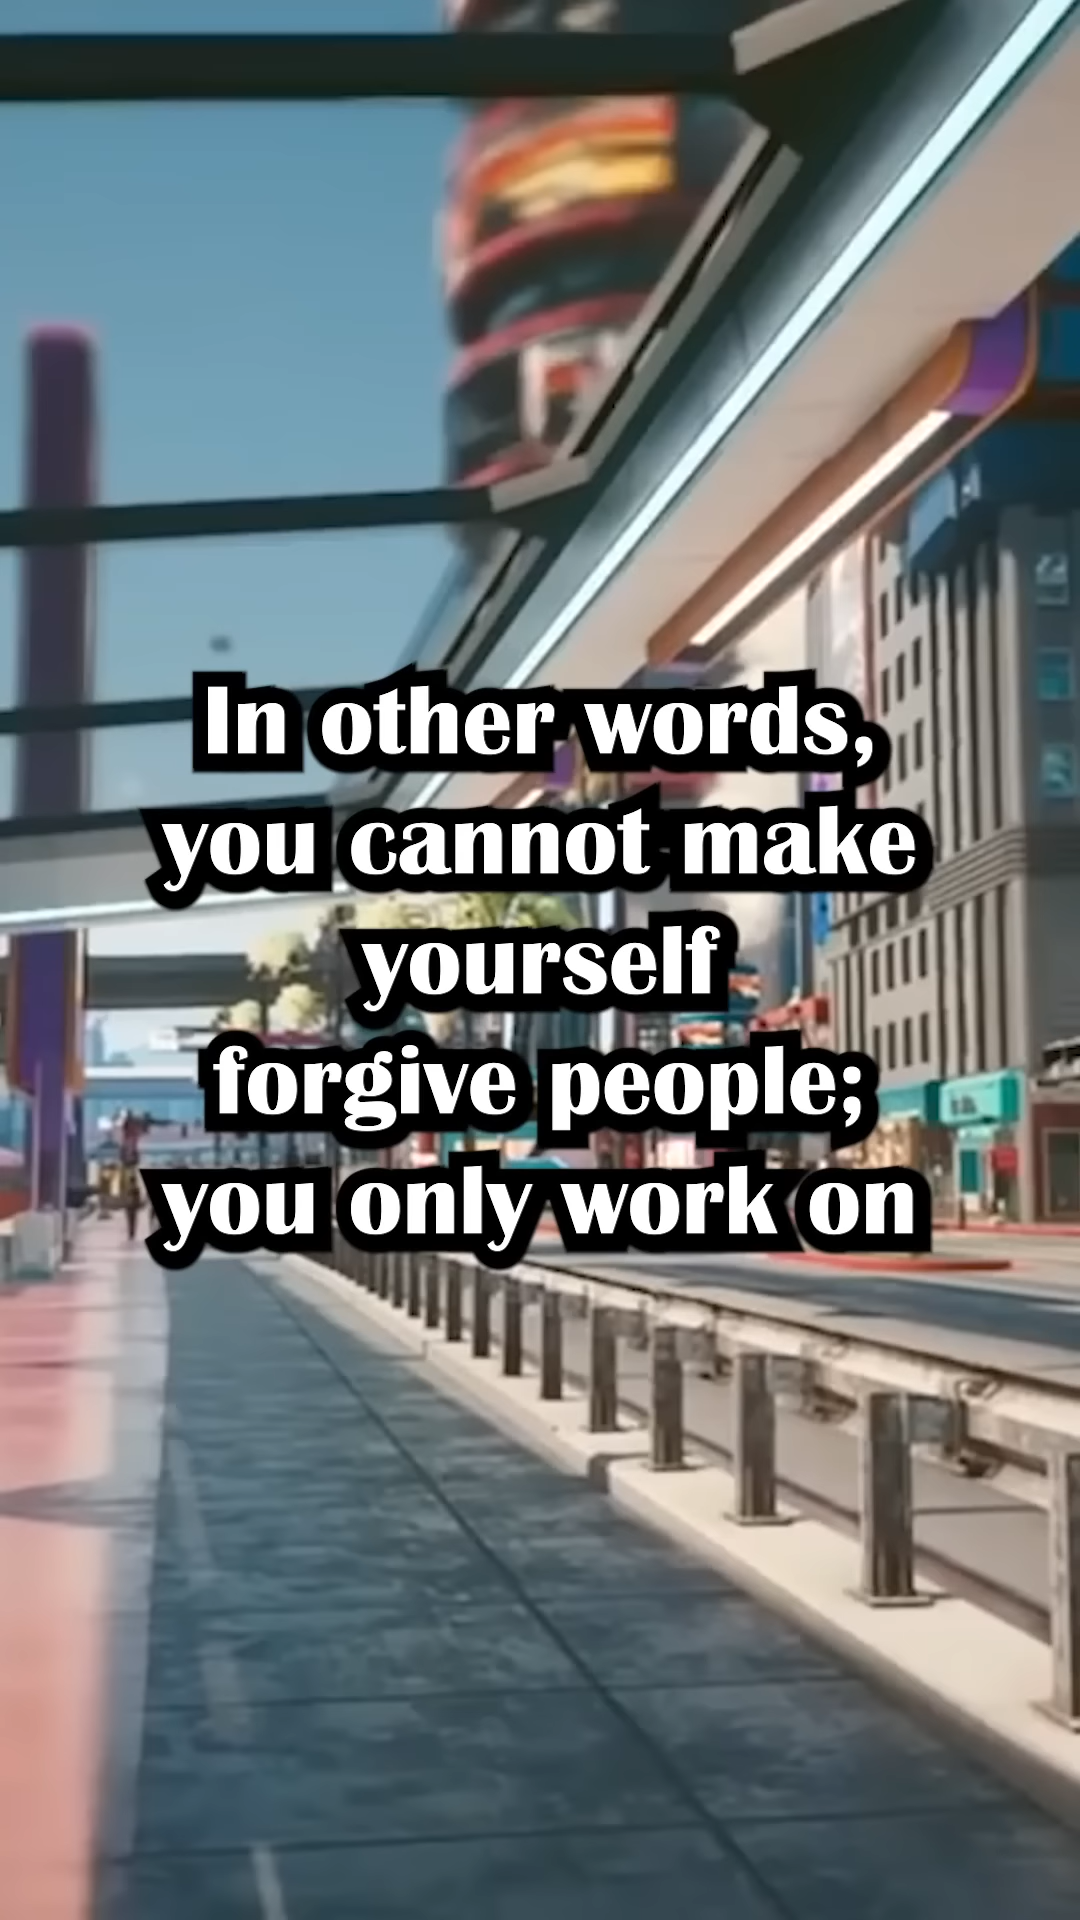 In other words,
you cannot make
yourself
forgive people;
you only work on